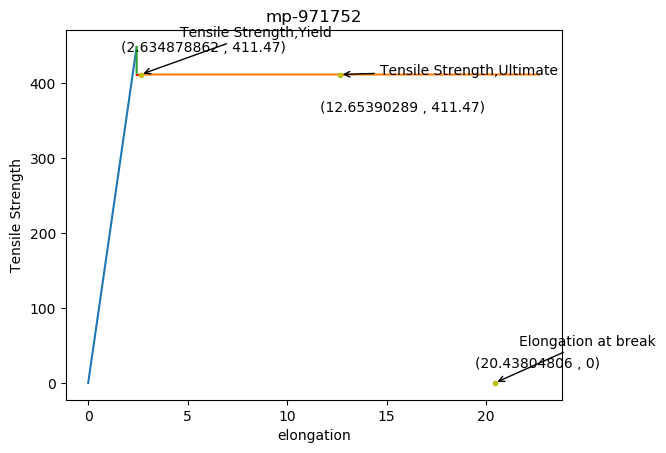 mp-971752
Tensile Strength,Yield
(2.634878862 , 411.47)
Tensile Strength,Ultimate
(12.65390289 , 411.47)
Elongation at break
(20.43804806 , 0)
400
300
200
100
0
Tensile Strength
0 5 10 15 20
elongation